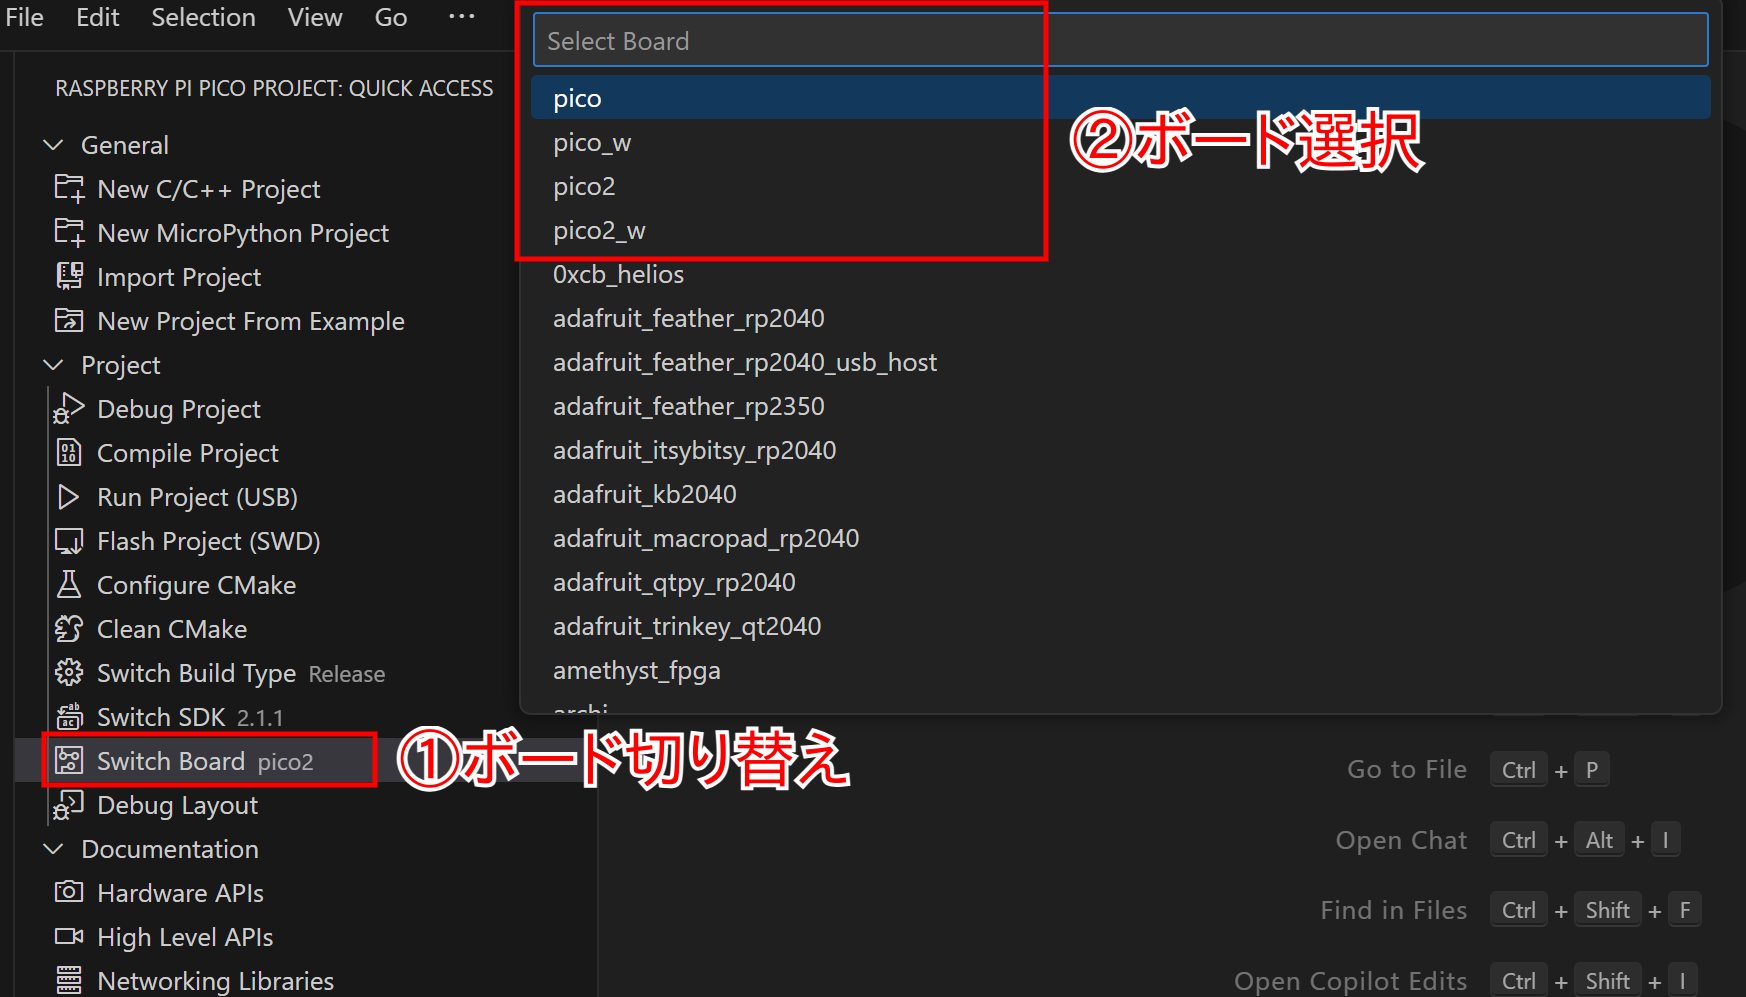 File Edit Selection View Go ...
Select Board
RASPBERRY PI PICO PROJECT: QUICK ACCESS
pico
②ボード選択
pico_w
pico2
pico2_w
0xcb_helios
adafruit_feather_rp2040
adafruit_feather_rp2040_usb_host
adafruit_feather_rp2350
adafruit_itsybitsy_rp2040
adafruit_kb2040
adafruit_macropad_rp2040
adafruit_qtpy_rp2040
adafruit_trinkey_qt2040
amethyst_fpga
archi
General
New C/C++ Project
New MicroPython Project
Import Project
New Project From Example
Project
Debug Project
Compile Project
Run Project (USB)
Flash Project (SWD)
Configure CMake
Clean CMake
Switch Build Type Release
Switch SDK 2.1.1
Switch Board pico2
①ボード切り替え
Debug Layout
Documentation
Hardware APIs
High Level APIs
Networking Libraries
Go to File Ctrl + P
Open Chat Ctrl + Alt + I
Find in Files Ctrl + Shift + F
Open Copilot Edits Ctrl + Shift + I